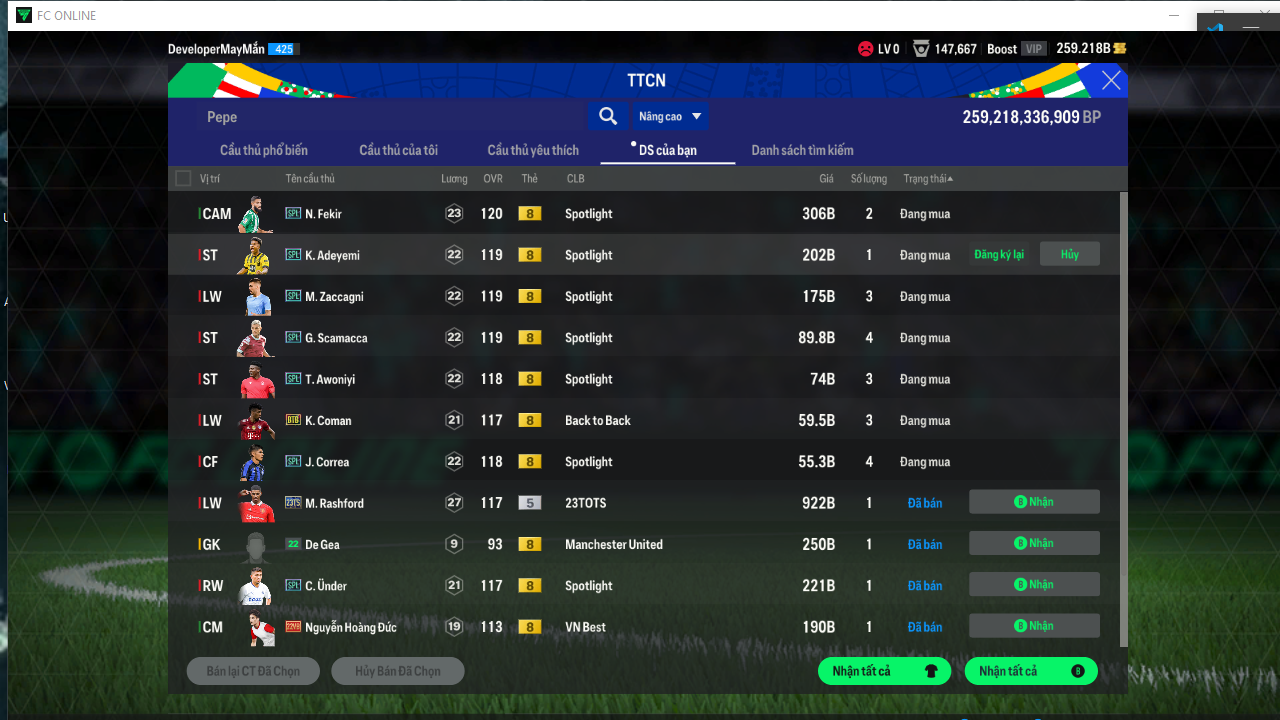 FC ONLINE
DeveloperMayMắn 425 LV 0 147,667 Boost VIP 259.218B
TTCN
Pepe Nâng cao 259,218,336,909 BP
Cầu thủ phổ biến Cầu thủ của tôi Cầu thủ yêu thích DS của bạn Danh sách tìm kiếm
Vị trí Tên cầu thủ Lương OVR Thẻ CLB Giá Số lượng Trạng thái
CAM SPL N. Fekir 23 120 8 Spotlight 306B 2 Đang mua
ST SPL K. Adeyemi 22 119 8 Spotlight 202B 1 Đang mua Đăng ký lại Hủy
LW SPL M. Zaccagni 22 119 8 Spotlight 175B 3 Đang mua
ST SPL G. Scamacca 22 119 8 Spotlight 89.8B 4 Đang mua
ST SPL T. Awoniyi 22 118 8 Spotlight 74B 3 Đang mua
LW BTB K. Coman 21 117 8 Back to Back 59.5B 3 Đang mua
CF SPL J. Correa 22 118 8 Spotlight 55.3B 4 Đang mua
LW 23TS M. Rashford 27 117 5 23TOTS 922B 1 Đã bán Nhận
GK 22 De Gea 9 93 8 Manchester United 250B 1 Đã bán Nhận
RW SPL C. Ünder 21 117 8 Spotlight 221B 1 Đã bán Nhận
CM Nguyễn Hoàng Đức 19 113 8 VN Best 190B 1 Đã bán Nhận
Bán lại CT Đã Chọn Hủy Bán Đã Chọn Nhận tất cả Nhận tất cả